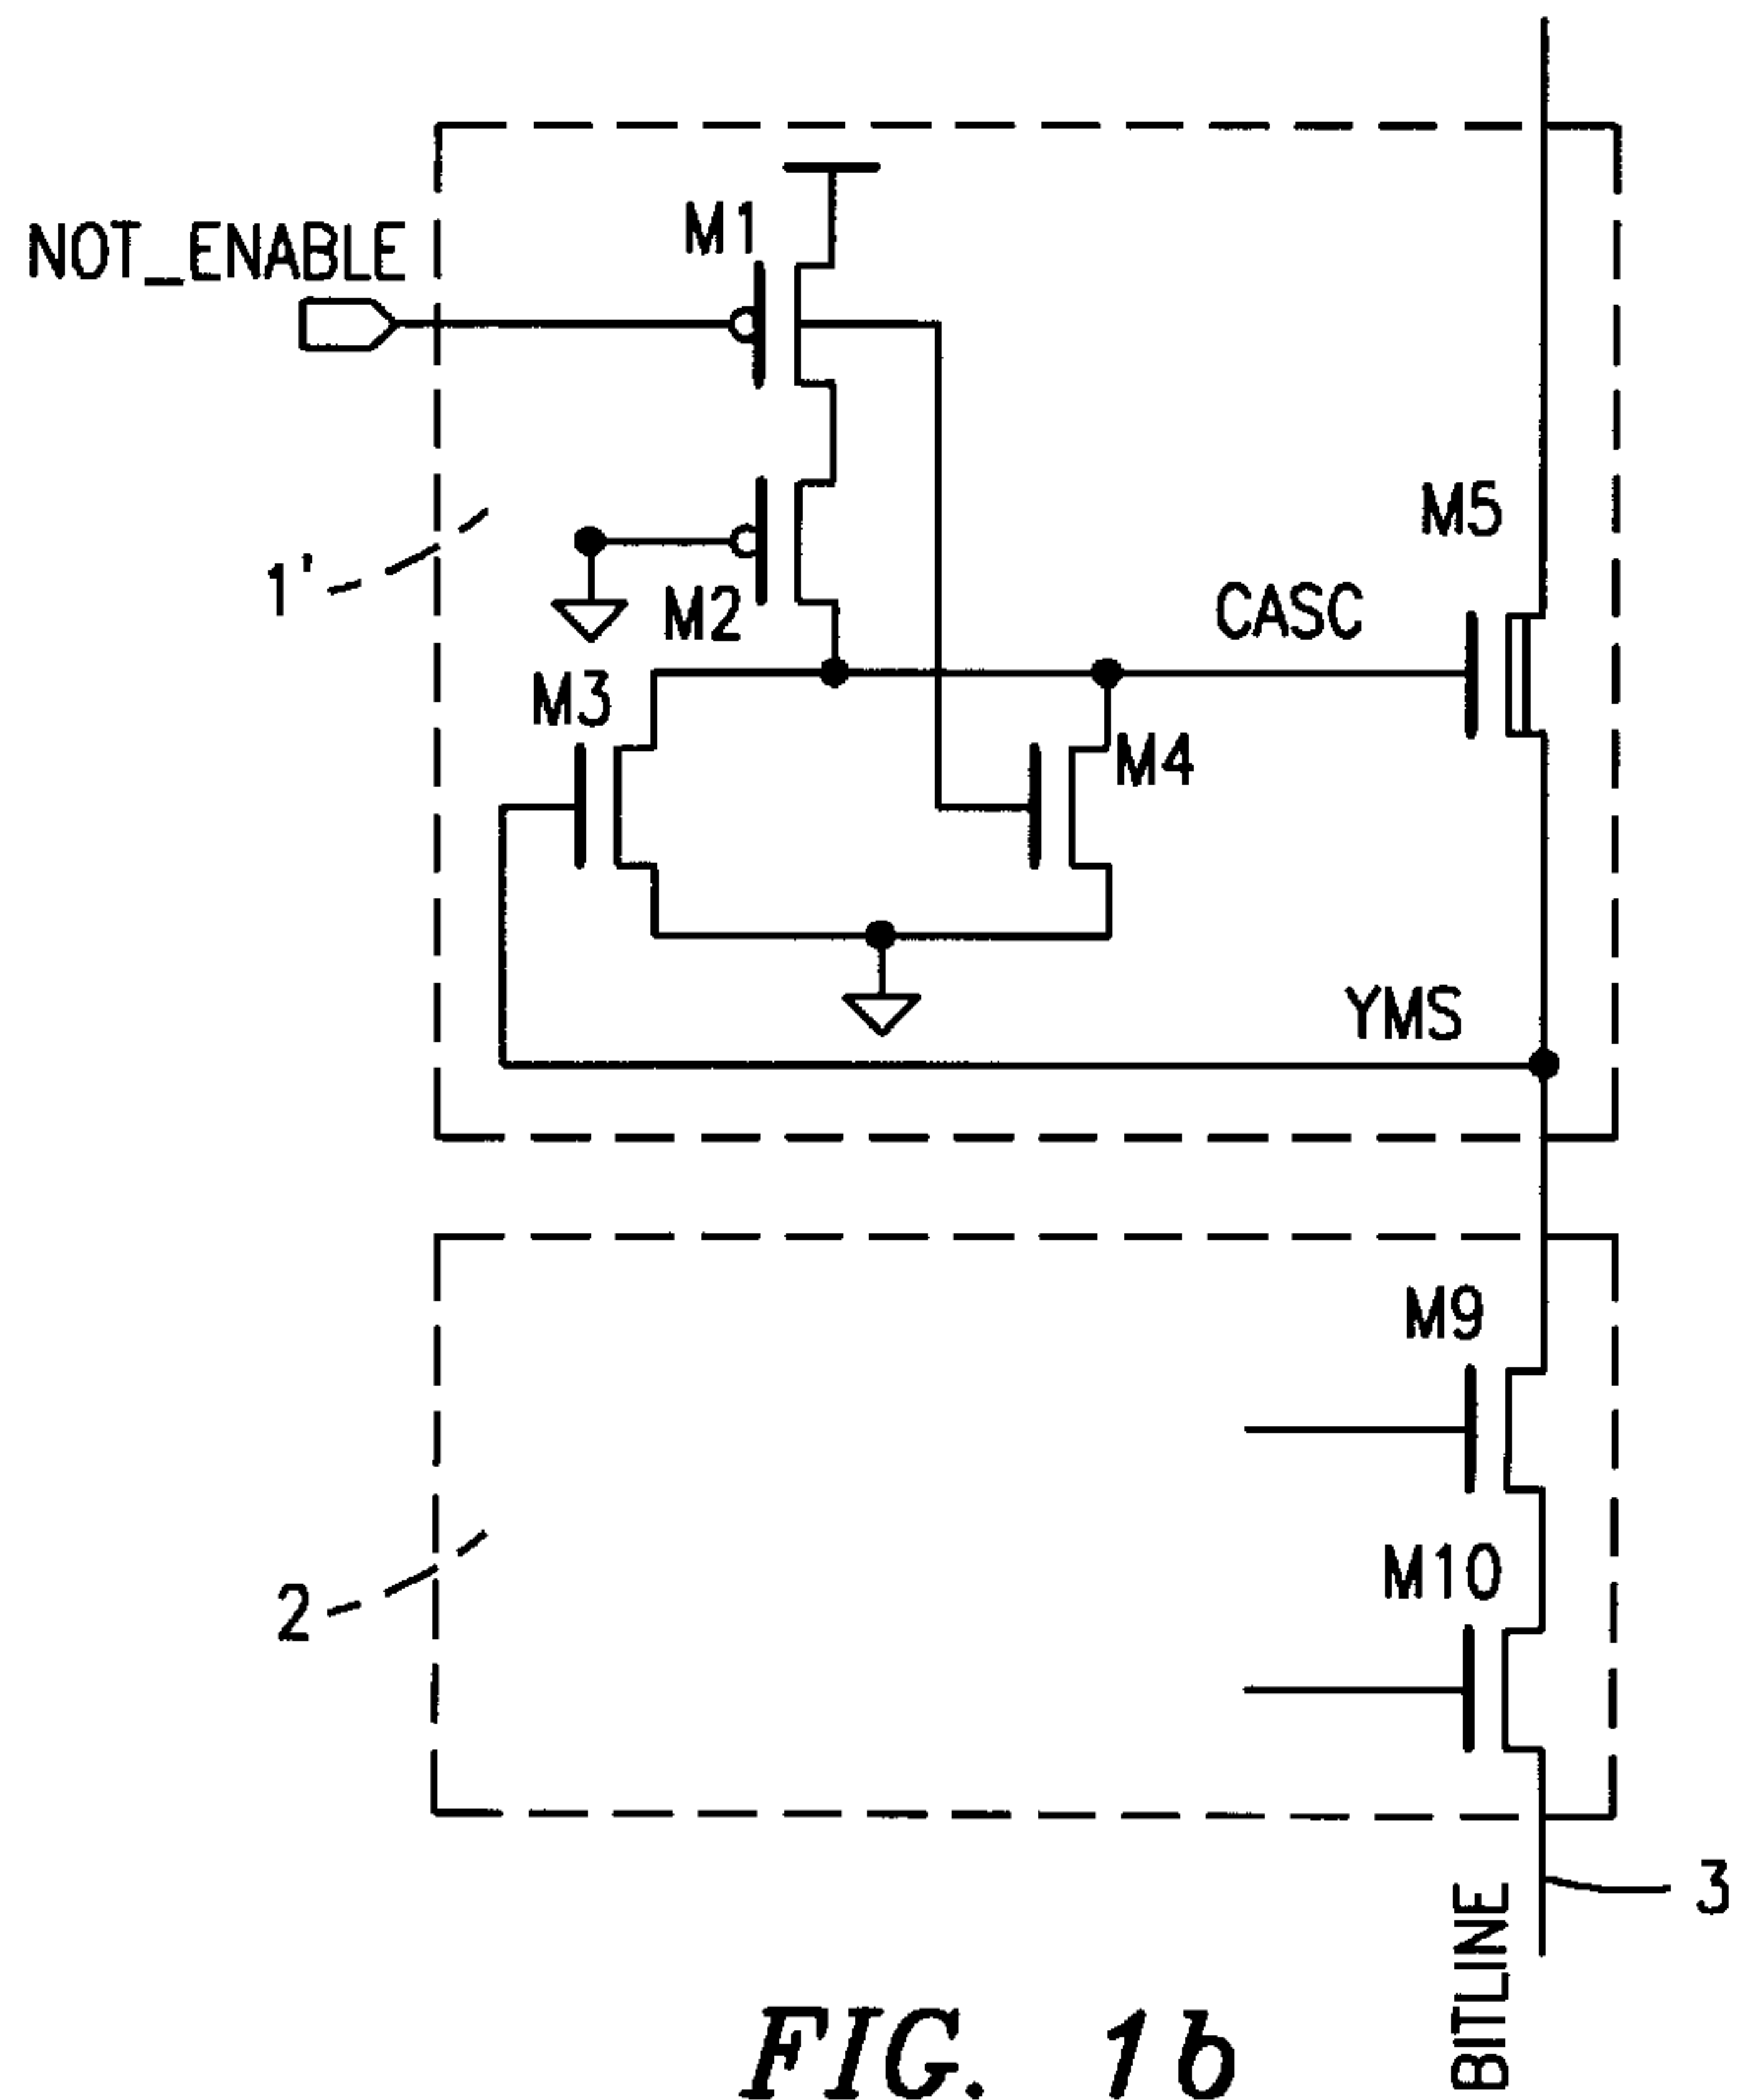 M1
NOT_ENABLE
M5
1'
M2
CASC
M3
M4
YMS
M9
M10
2
3
BITLINE
FIG. 1b